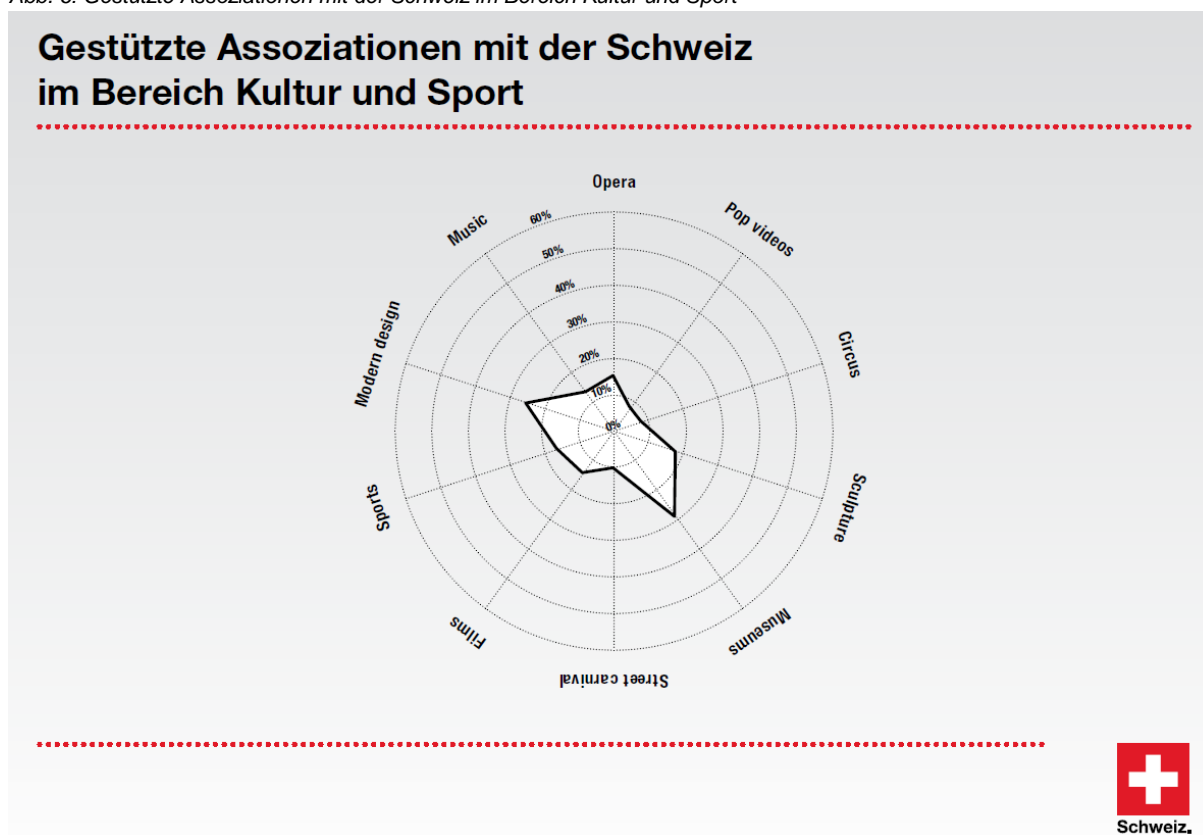 Gestützte Assoziationen mit der Schweiz
im Bereich Kultur und Sport
Opera
Pop videos
Circus
Sculpture
Museums
Street carnival
Films
Sports
Modern design
Music
60%
50%
40%
30%
20%
10%
0%
Schweiz.